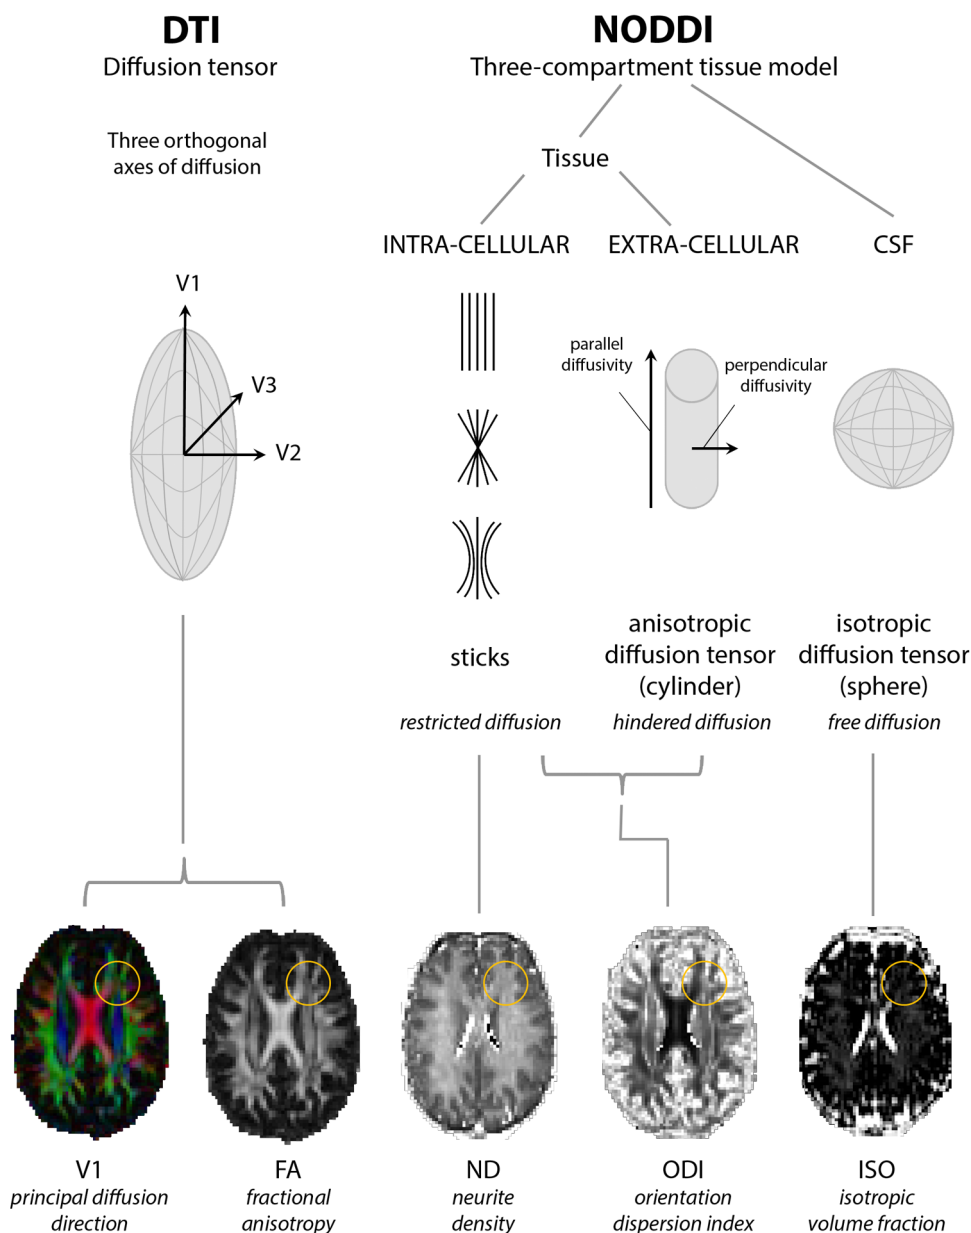 DTI
Diffusion tensor
Three orthogonal
axes of diffusion
V1
V3
V2
NODDI
Three-compartment tissue model
Tissue
INTRA-CELLULAR
EXTRA-CELLULAR
CSF
parallel
diffusivity
perpendicular
diffusivity
sticks
anisotropic
diffusion tensor
(cylinder)
isotropic
diffusion tensor
(sphere)
restricted diffusion
hindered diffusion
free diffusion
V1
principal diffusion
direction
FA
fractional
anisotropy
ND
neurite
density
ODI
orientation
dispersion index
ISO
isotropic
volume fraction